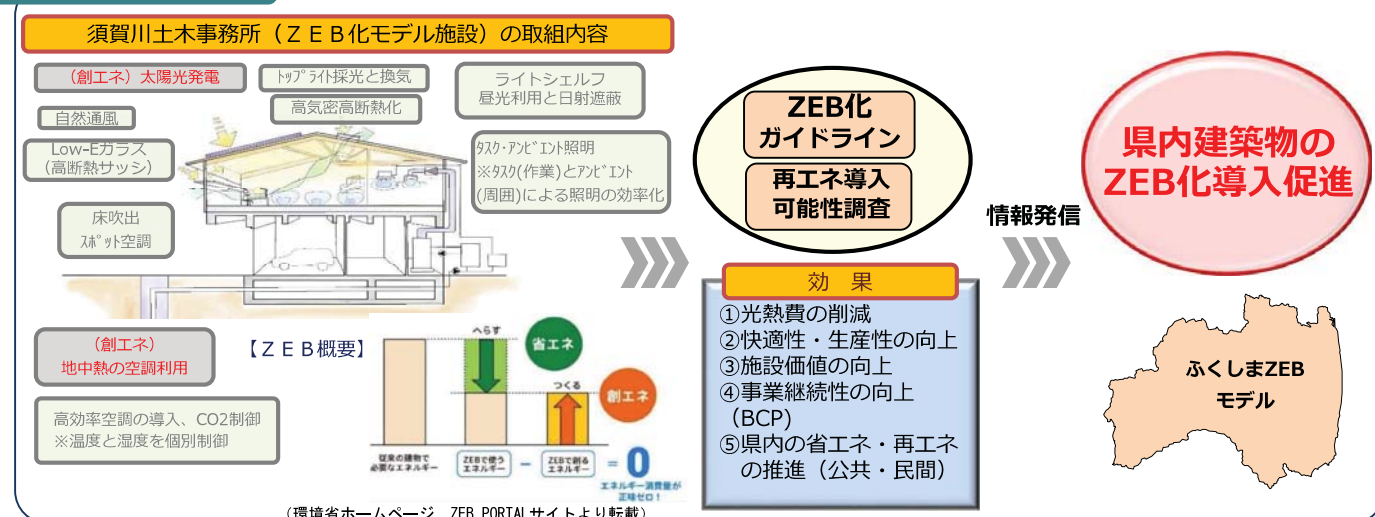 須賀川土木事務所（ＺＥＢ化モデル施設）の取組内容
（創エネ）太陽光発電
ﾄｯﾌﾟﾗｲﾄ採光と換気
ライトシェルフ
昼光利用と日射遮蔽
高気密高断熱化
自然通風
Low-Eガラス
（高断熱サッシ）
ﾀｽｸ･ｱﾝﾋﾞｴﾝﾄ照明
※ﾀｽｸ(作業)とｱﾝﾋﾞｴﾝﾄ
(周囲)による照明の効率化
床吹出
ｽﾎﾟｯﾄ空調
（創エネ）
地中熱の空調利用
高効率空調の導入、CO2制御
※温度と湿度を個別制御
【ＺＥＢ概要】
へらす
省エネ
つくる
創エネ
従来の建物で
必要なエネルギー
ZEBで使う
エネルギー
－
ZEBで創る
エネルギー
＝0
エネルギー消費量が
正味ゼロ！
（環境省ホームページ　ZEB PORTALサイトより転載）
ZEB化
ガイドライン
再エネ導入
可能性調査
効　果
①光熱費の削減
②快適性・生産性の向上
③施設価値の向上
④事業継続性の向上
（BCP）
⑤県内の省エネ・再エネ
の推進（公共・民間）
情報発信
県内建築物の
ZEB化導入促進
ふくしまZEB
モデル